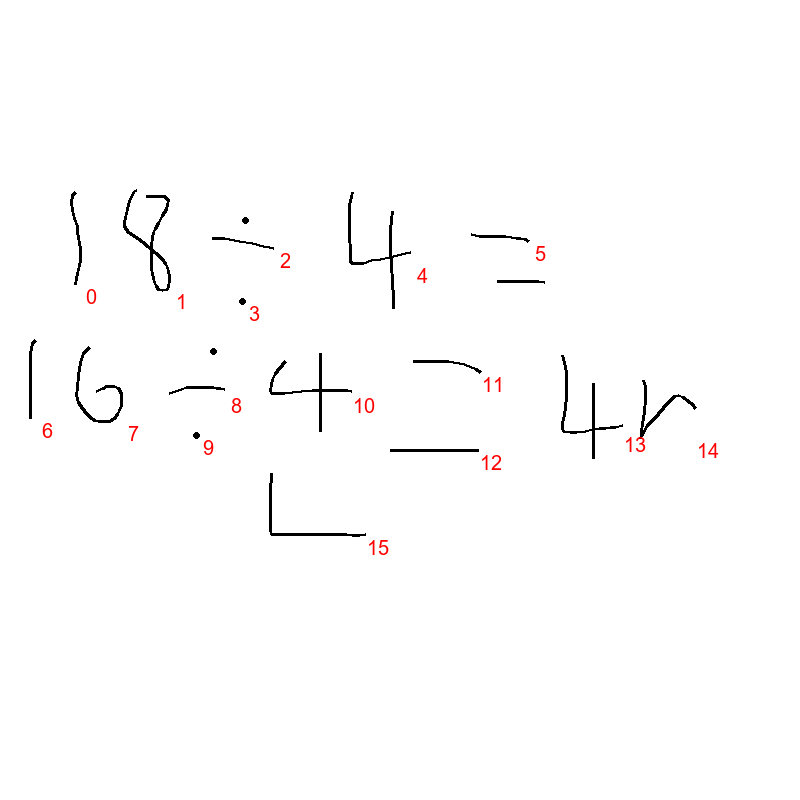 18 ÷ 4 =
16 ÷ 4 = 4r